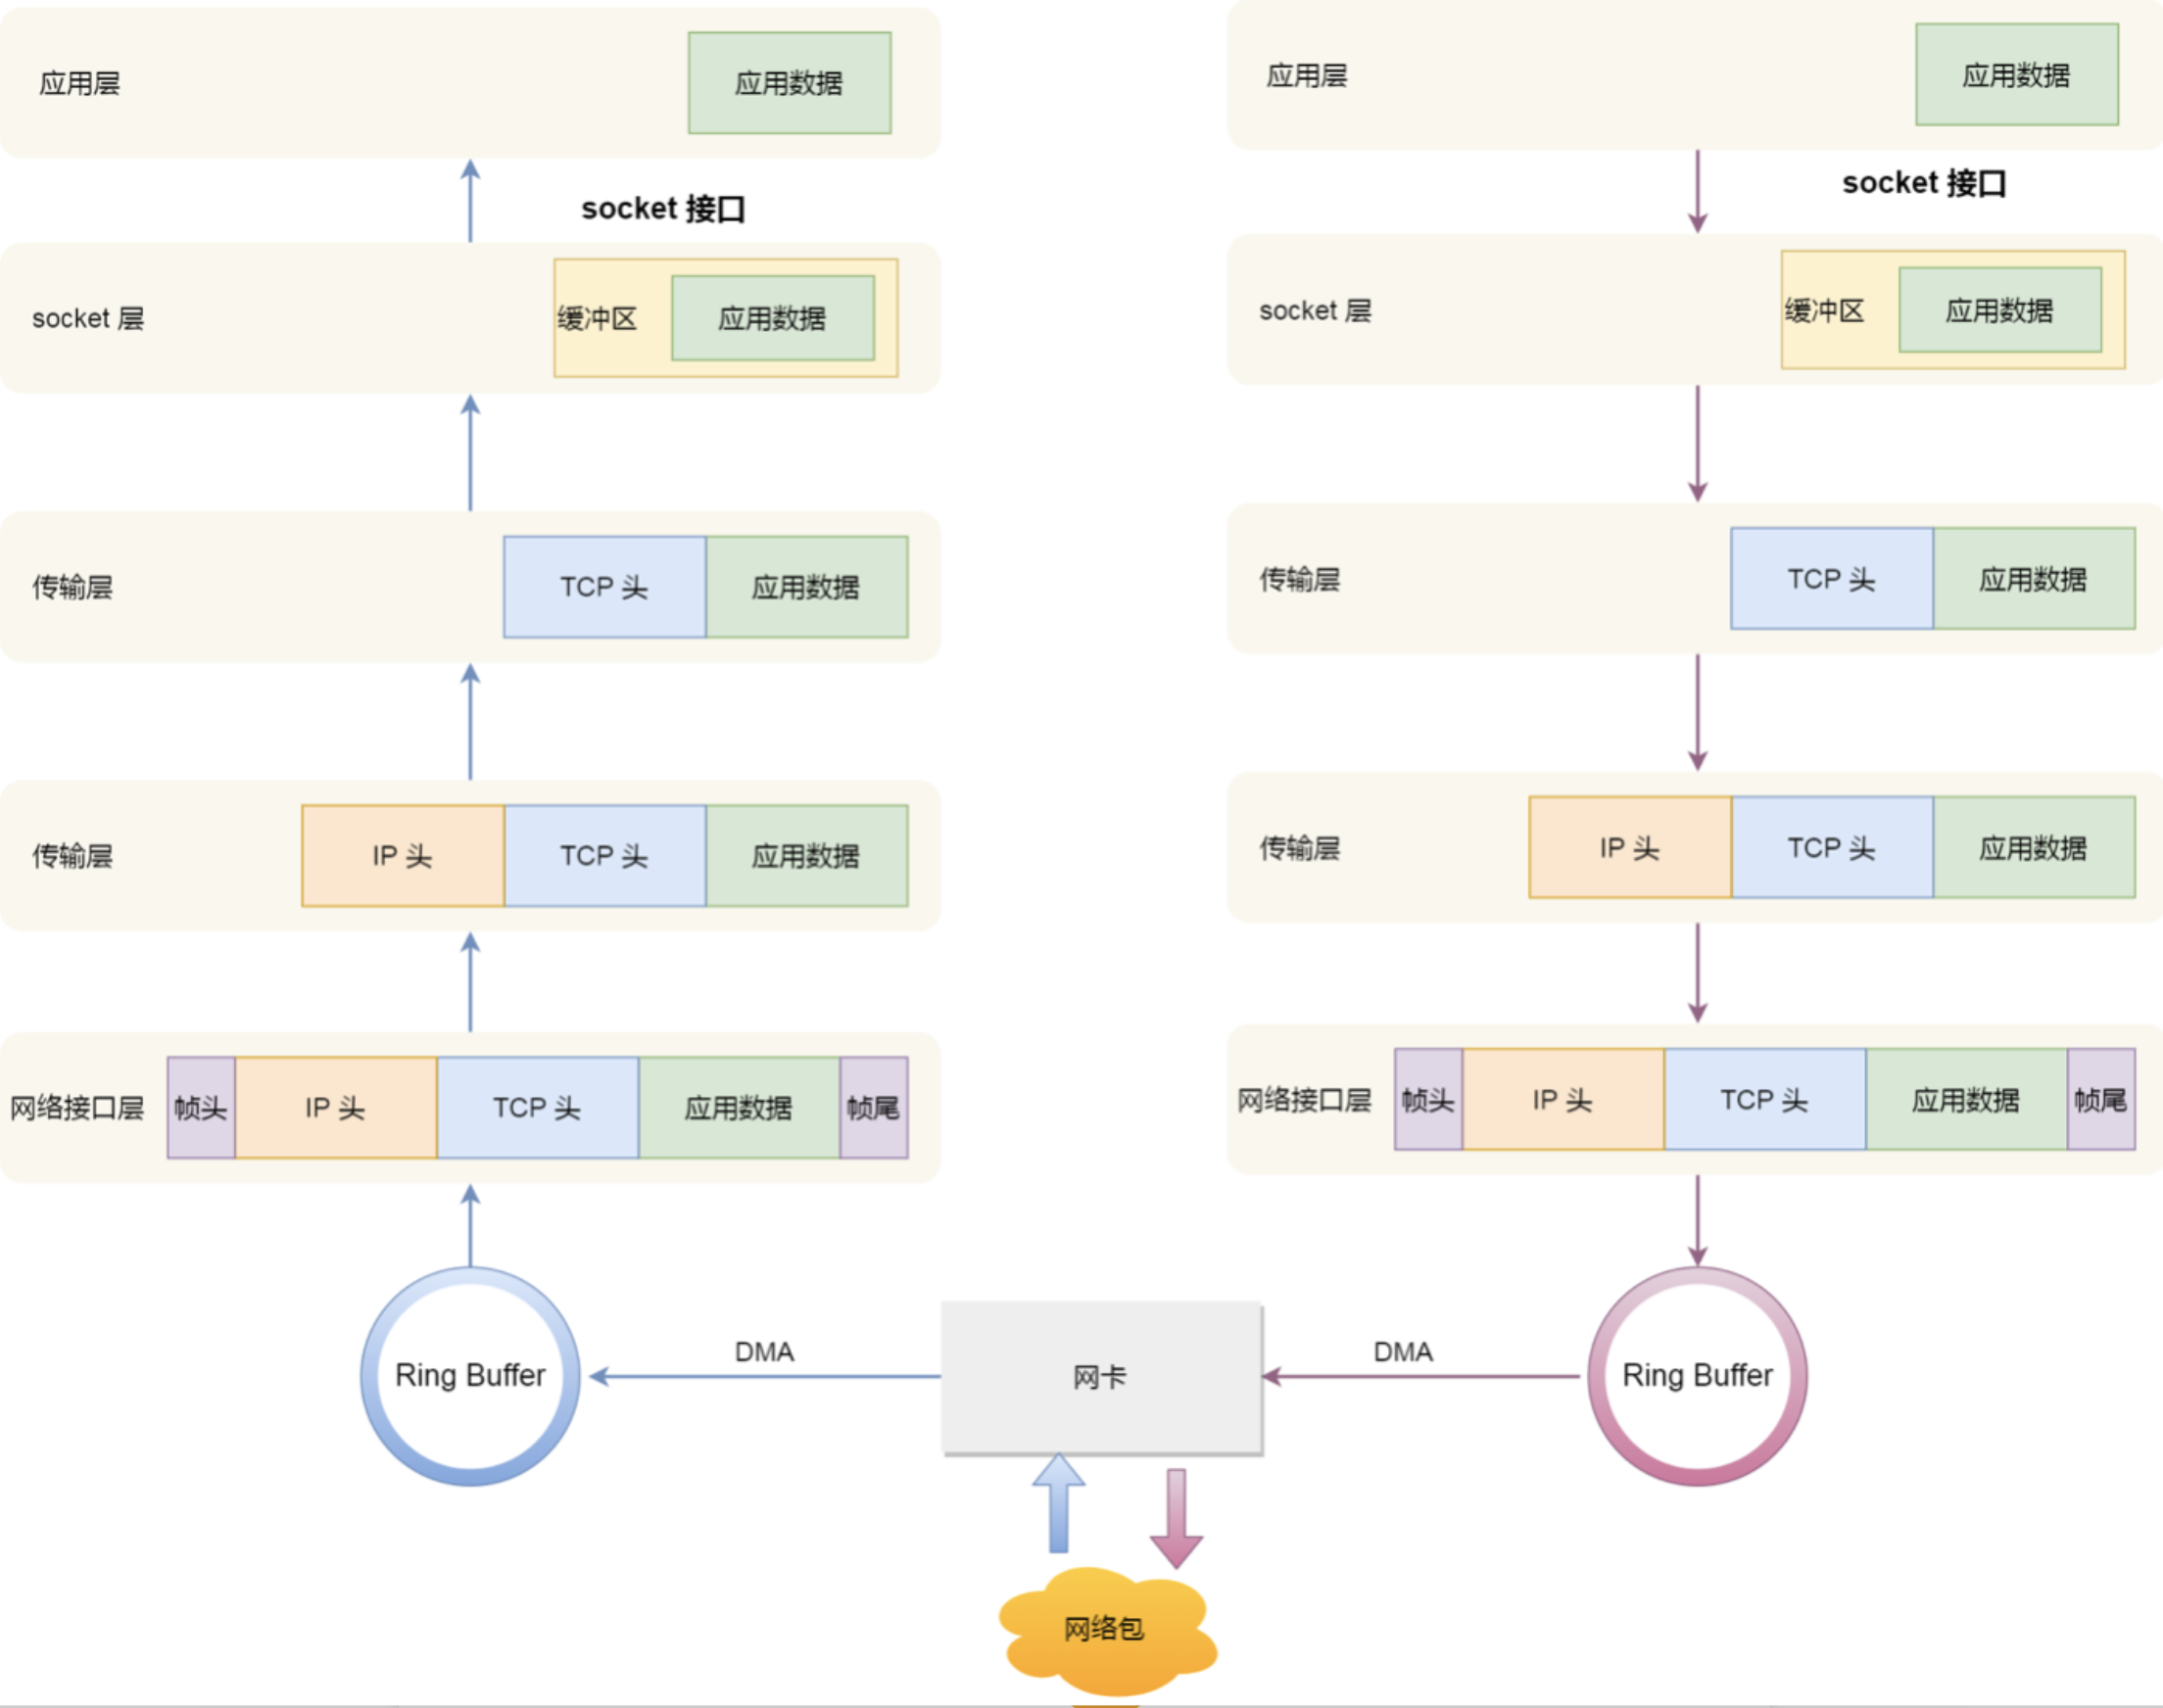 应用层
应用数据
socket 接口
socket 层
缓冲区
应用数据
传输层
TCP 头
应用数据
传输层
IP 头
TCP 头
应用数据
网络接口层
帧头
IP 头
TCP 头
应用数据
帧尾
Ring Buffer
DMA
网卡
网络包
应用层
应用数据
socket 接口
socket 层
缓冲区
应用数据
传输层
TCP 头
应用数据
传输层
IP 头
TCP 头
应用数据
网络接口层
帧头
IP 头
TCP 头
应用数据
帧尾
DMA
Ring Buffer